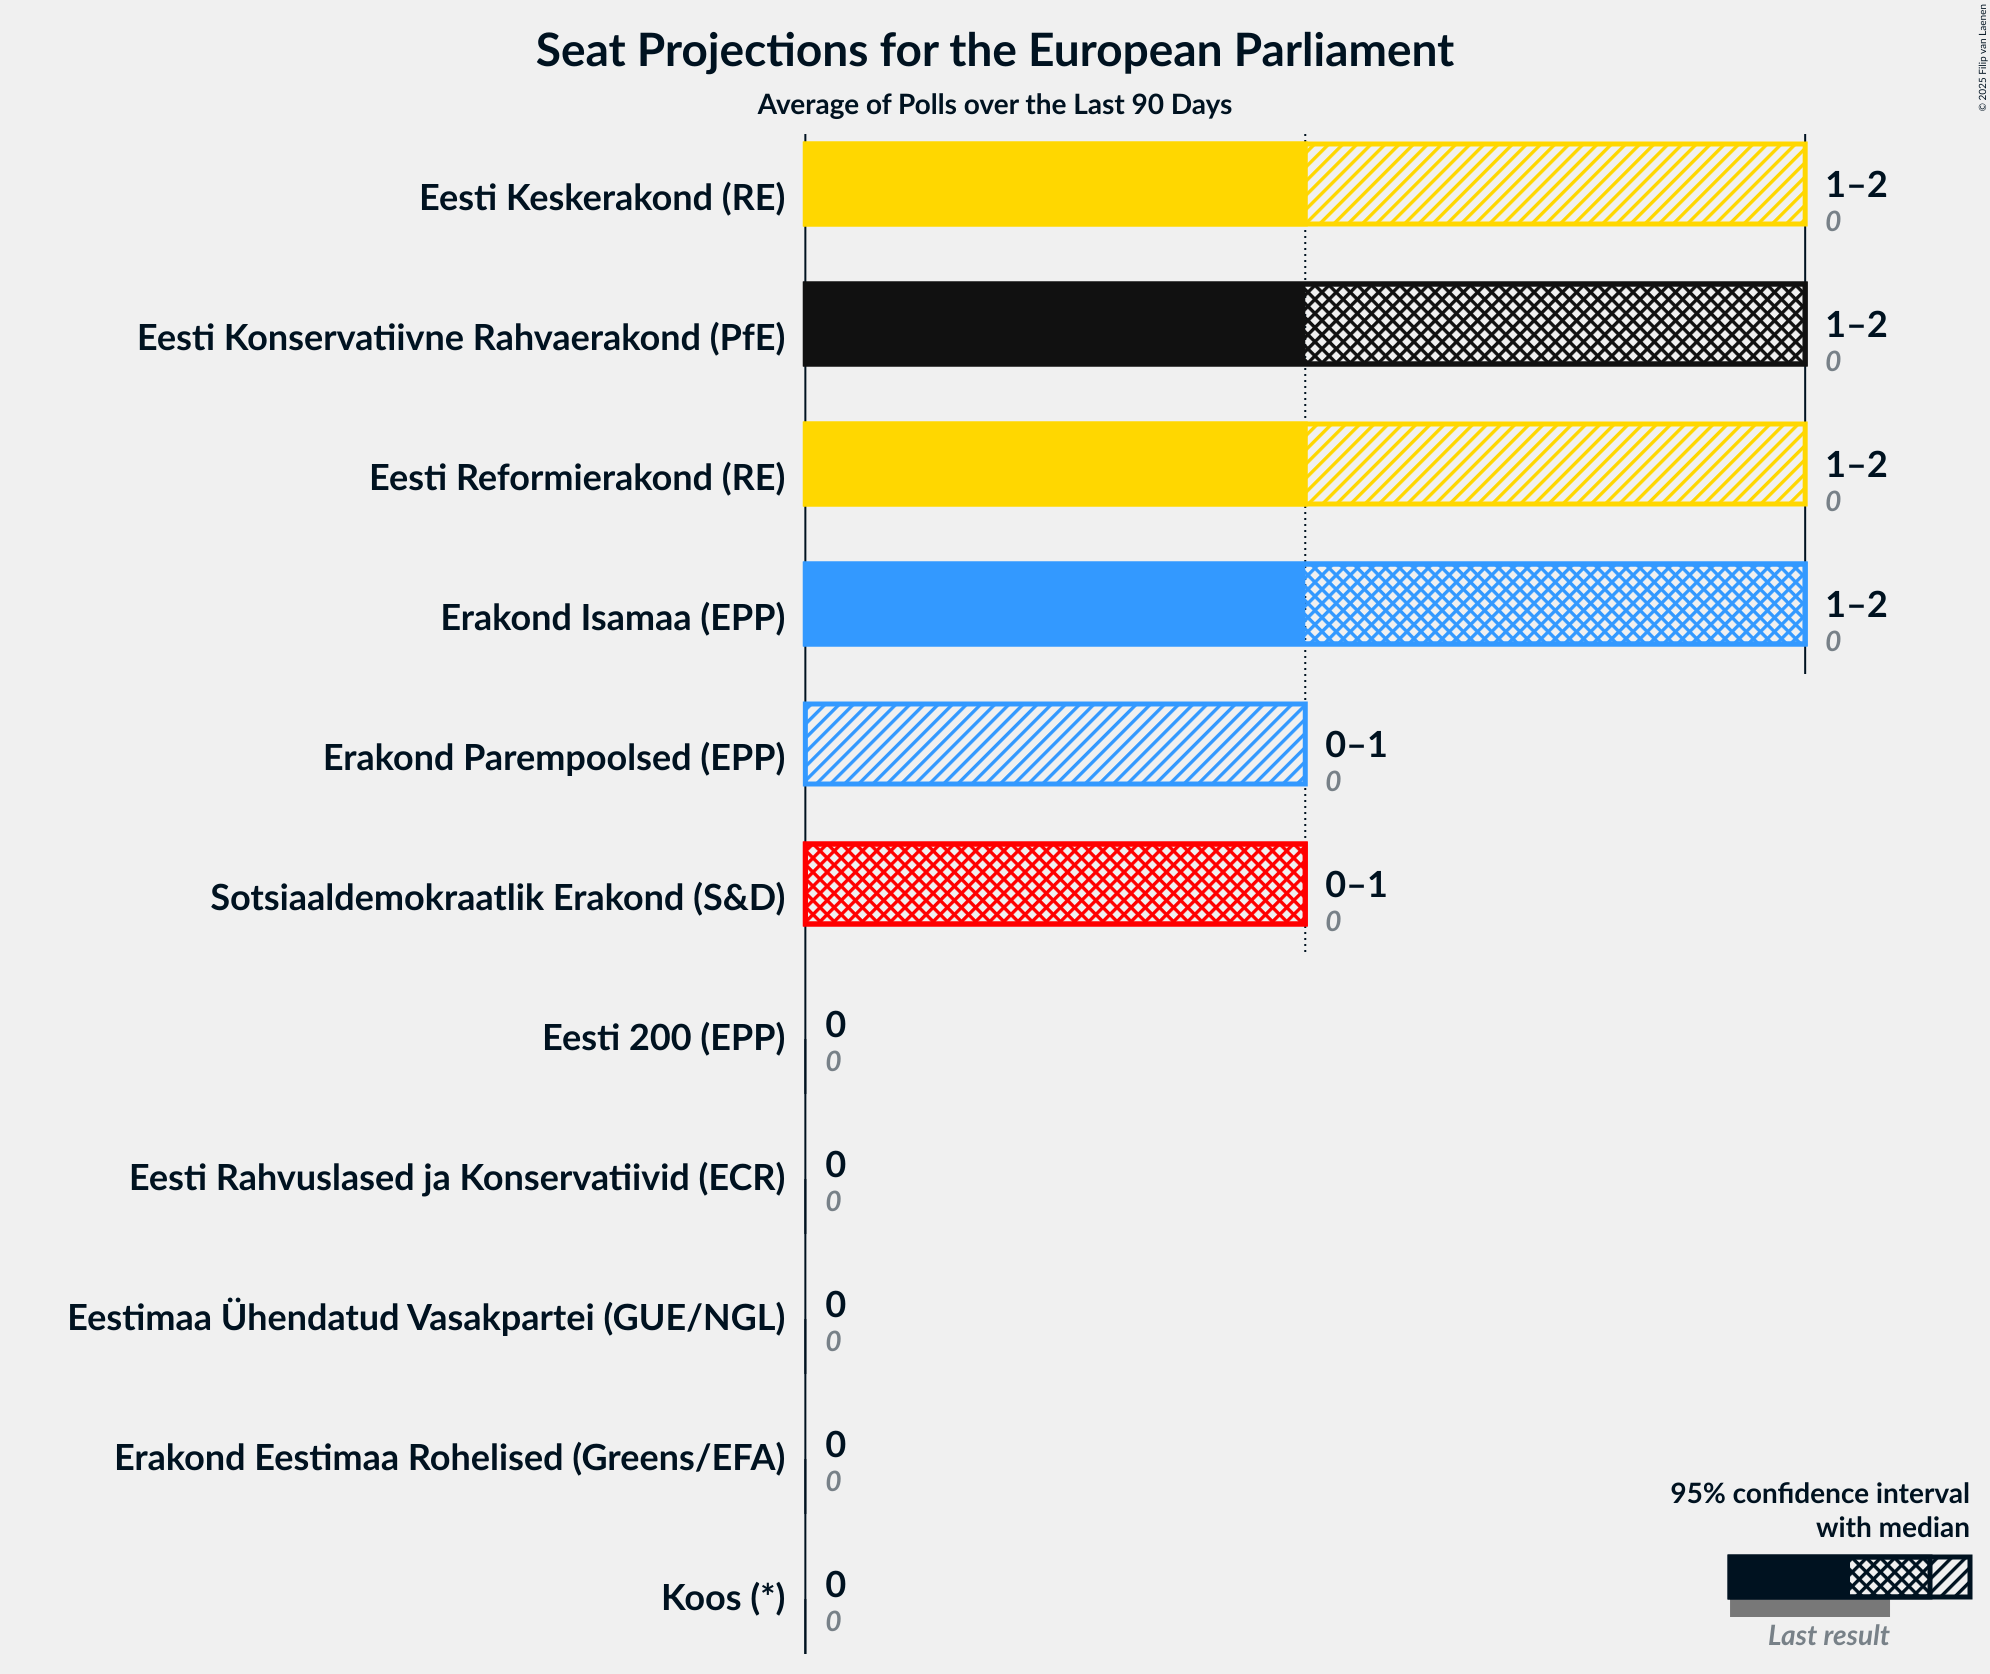 Seat Projections for the European Parliament
Average of Polls over the Last 90 Days
© 2025 Filip van Laenen
Eesti Keskerakond (RE)
1–2
0
Eesti Konservatiivne Rahvaerakond (PfE)
1–2
0
Eesti Reformierakond (RE)
1–2
0
Erakond Isamaa (EPP)
1–2
0
Erakond Parempoolsed (EPP)
0–1
0
Sotsiaaldemokraatlik Erakond (S&D)
0–1
0
Eesti 200 (EPP)
0
0
Eesti Rahvuslased ja Konservatiivid (ECR)
0
0
Eestimaa Ühendatud Vasakpartei (GUE/NGL)
0
0
Erakond Eestimaa Rohelised (Greens/EFA)
0
0
Koos (*)
0
0
95% confidence interval
with median
Last result